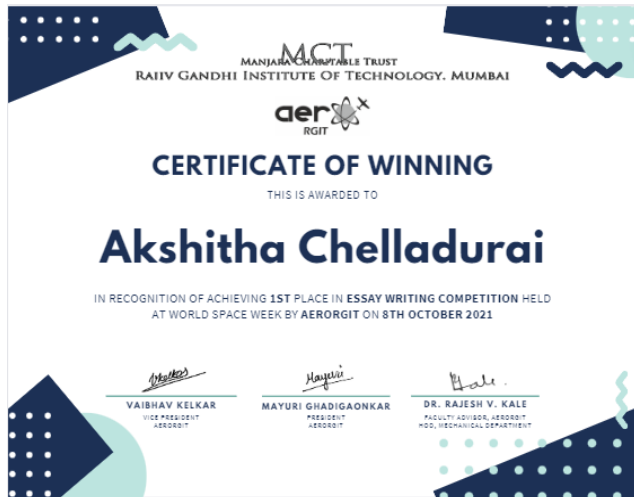 MCT
MANJARA CHARITABLE TRUST
RAJIV GANDHI INSTITUTE OF TECHNOLOGY, MUMBAI
aer
RGIT
CERTIFICATE OF WINNING
THIS IS AWARDED TO
Akshitha Chelladurai
IN RECOGNITION OF ACHIEVING 1ST PLACE IN ESSAY WRITING COMPETITION HELD
AT WORLD SPACE WEEK BY AERORGIT ON 8TH OCTOBER 2021
Vkelkar Mayuri Kale.
VAIBHAV KELKAR MAYURI GHADIGAONKAR DR. RAJESH V. KALE
VICE PRESIDENT PRESIDENT FACULTY ADVISOR, AERORGIT
AERORGIT AERORGIT HOD, MECHANICAL DEPARTMENT